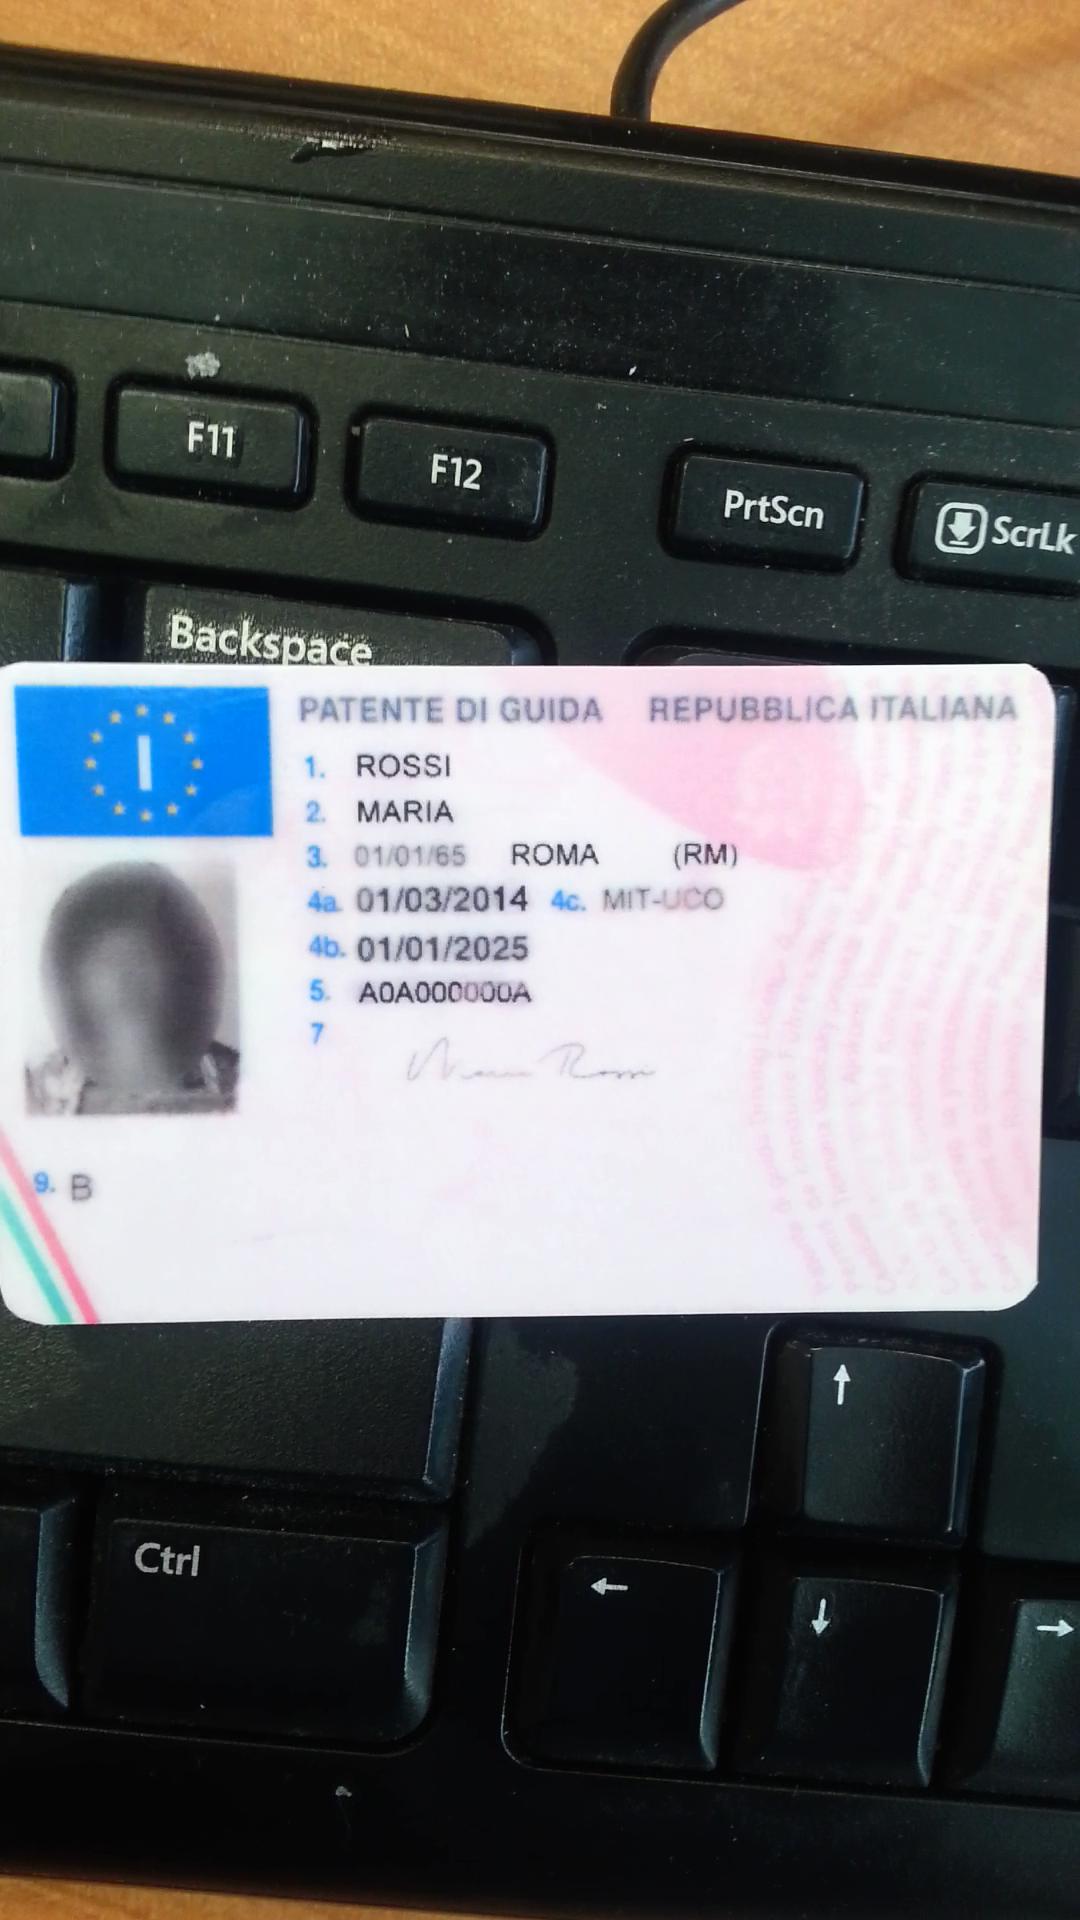 F11
F12
PrtScn
ScrLk
Backspace
I
PATENTE DI GUIDA REPUBBLICA ITALIANA
1. ROSSI
2. MARIA
3. 01/01/65 ROMA (RM)
4a. 01/03/2014 4c. MIT-UCO
4b. 01/01/2025
5. A0A000000A
7
Maria Rossi
9. B
Ctrl